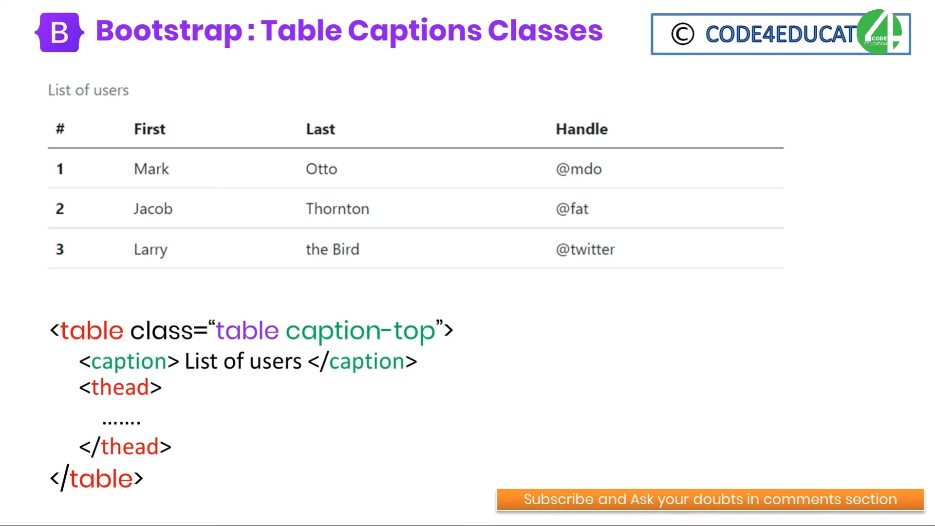 B Bootstrap : Table Captions Classes
© CODE4EDUCAT
List of users
# First Last Handle
1 Mark Otto @mdo
2 Jacob Thornton @fat
3 Larry the Bird @twitter
<table class=“table caption-top”>
<caption> List of users </caption>
<thead>
.......
</thead>
</table>
Subscribe and Ask your doubts in comments section